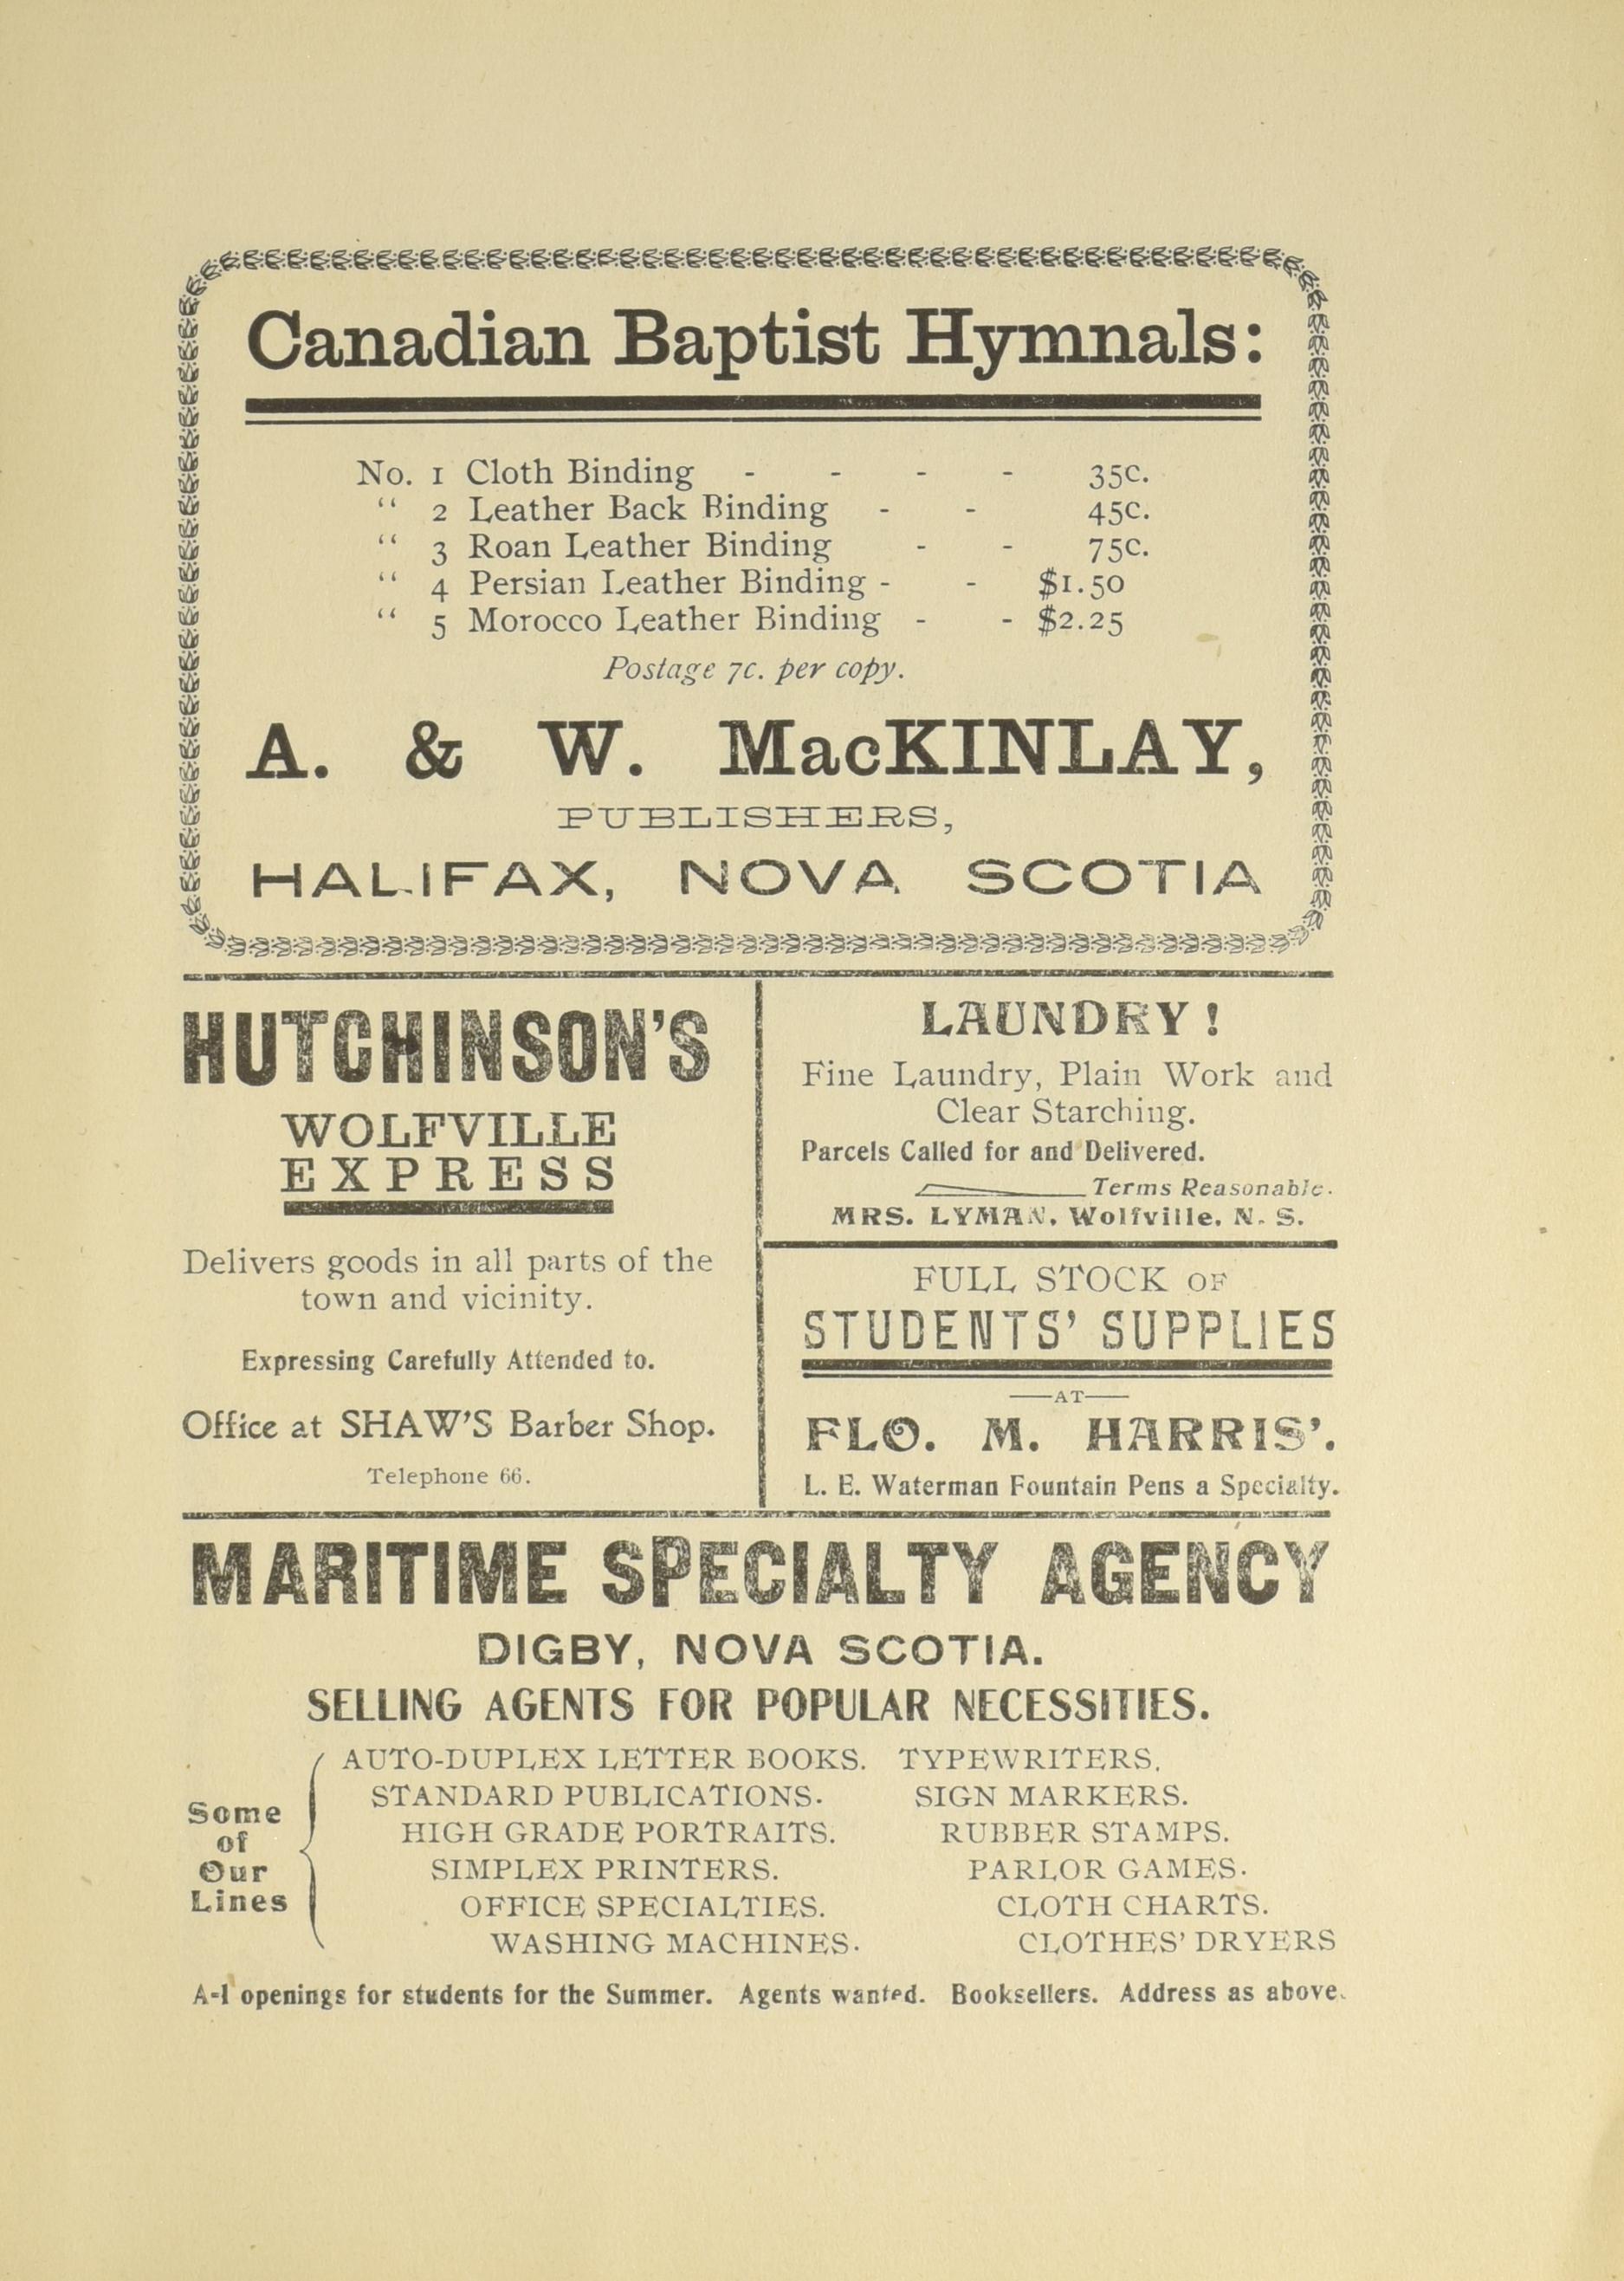 Canadian Baptist Hymnals:
No. 1 Cloth Binding - - - - 35c.
“ 2 Leather Back Binding - - 45c.
“ 3 Roan Leather Binding - - 75c.
“ 4 Persian Leather Binding - - $1.50
“ 5 Morocco Leather Binding - - $2.25
Postage 7c. per copy.
A. & W. MacKINLAY,
PUBLISHERS,
HALIFAX, NOVA SCOTIA
HUTCHINSON’S
WOLFVILLE
EXPRESS
Delivers goods in all parts of the
town and vicinity.
Expressing Carefully Attended to.
Office at SHAW’S Barber Shop.
Telephone 66.
LAUNDRY!
Fine Laundry, Plain Work and
Clear Starching.
Parcels Called for and Delivered.
Terms Reasonable.
MRS. LYMAN, Wolfville, N. S.
FULL STOCK OF
STUDENTS’ SUPPLIES
—AT—
FLO. M. HARRIS’.
L. E. Waterman Fountain Pens a Specialty.
MARITIME SPECIALTY AGENCY
DIGBY, NOVA SCOTIA.
SELLING AGENTS FOR POPULAR NECESSITIES.
Some
of
Our
Lines
AUTO-DUPLEX LETTER BOOKS. TYPEWRITERS.
STANDARD PUBLICATIONS. SIGN MARKERS.
HIGH GRADE PORTRAITS. RUBBER STAMPS.
SIMPLEX PRINTERS. PARLOR GAMES.
OFFICE SPECIALTIES. CLOTH CHARTS.
WASHING MACHINES. CLOTHES’ DRYERS
A-1 openings for students for the Summer. Agents wanted. Booksellers. Address as above.